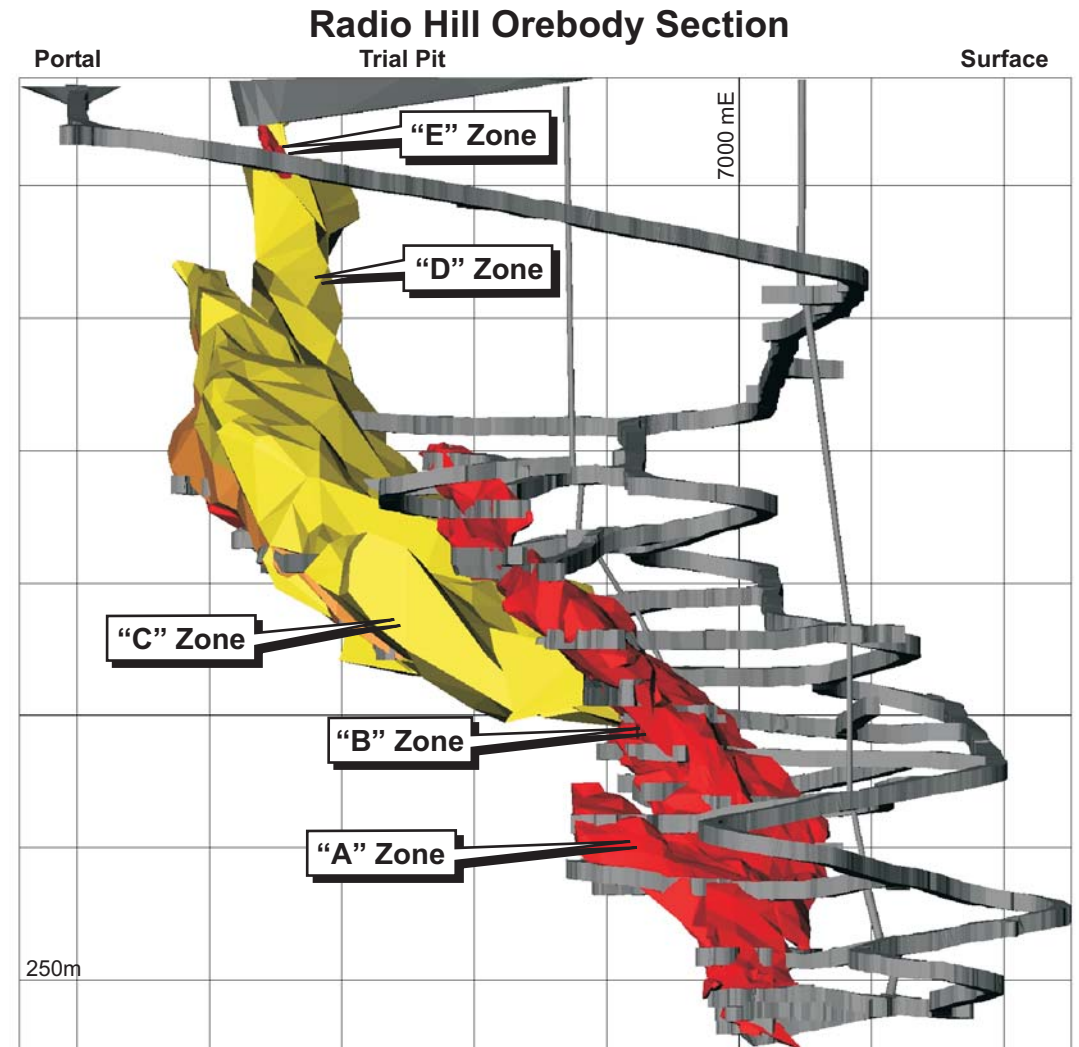 Radio Hill Orebody Section
Portal
Trial Pit
Surface
7000 mE
“E” Zone
“D” Zone
“C” Zone
“B” Zone
“A” Zone
250m